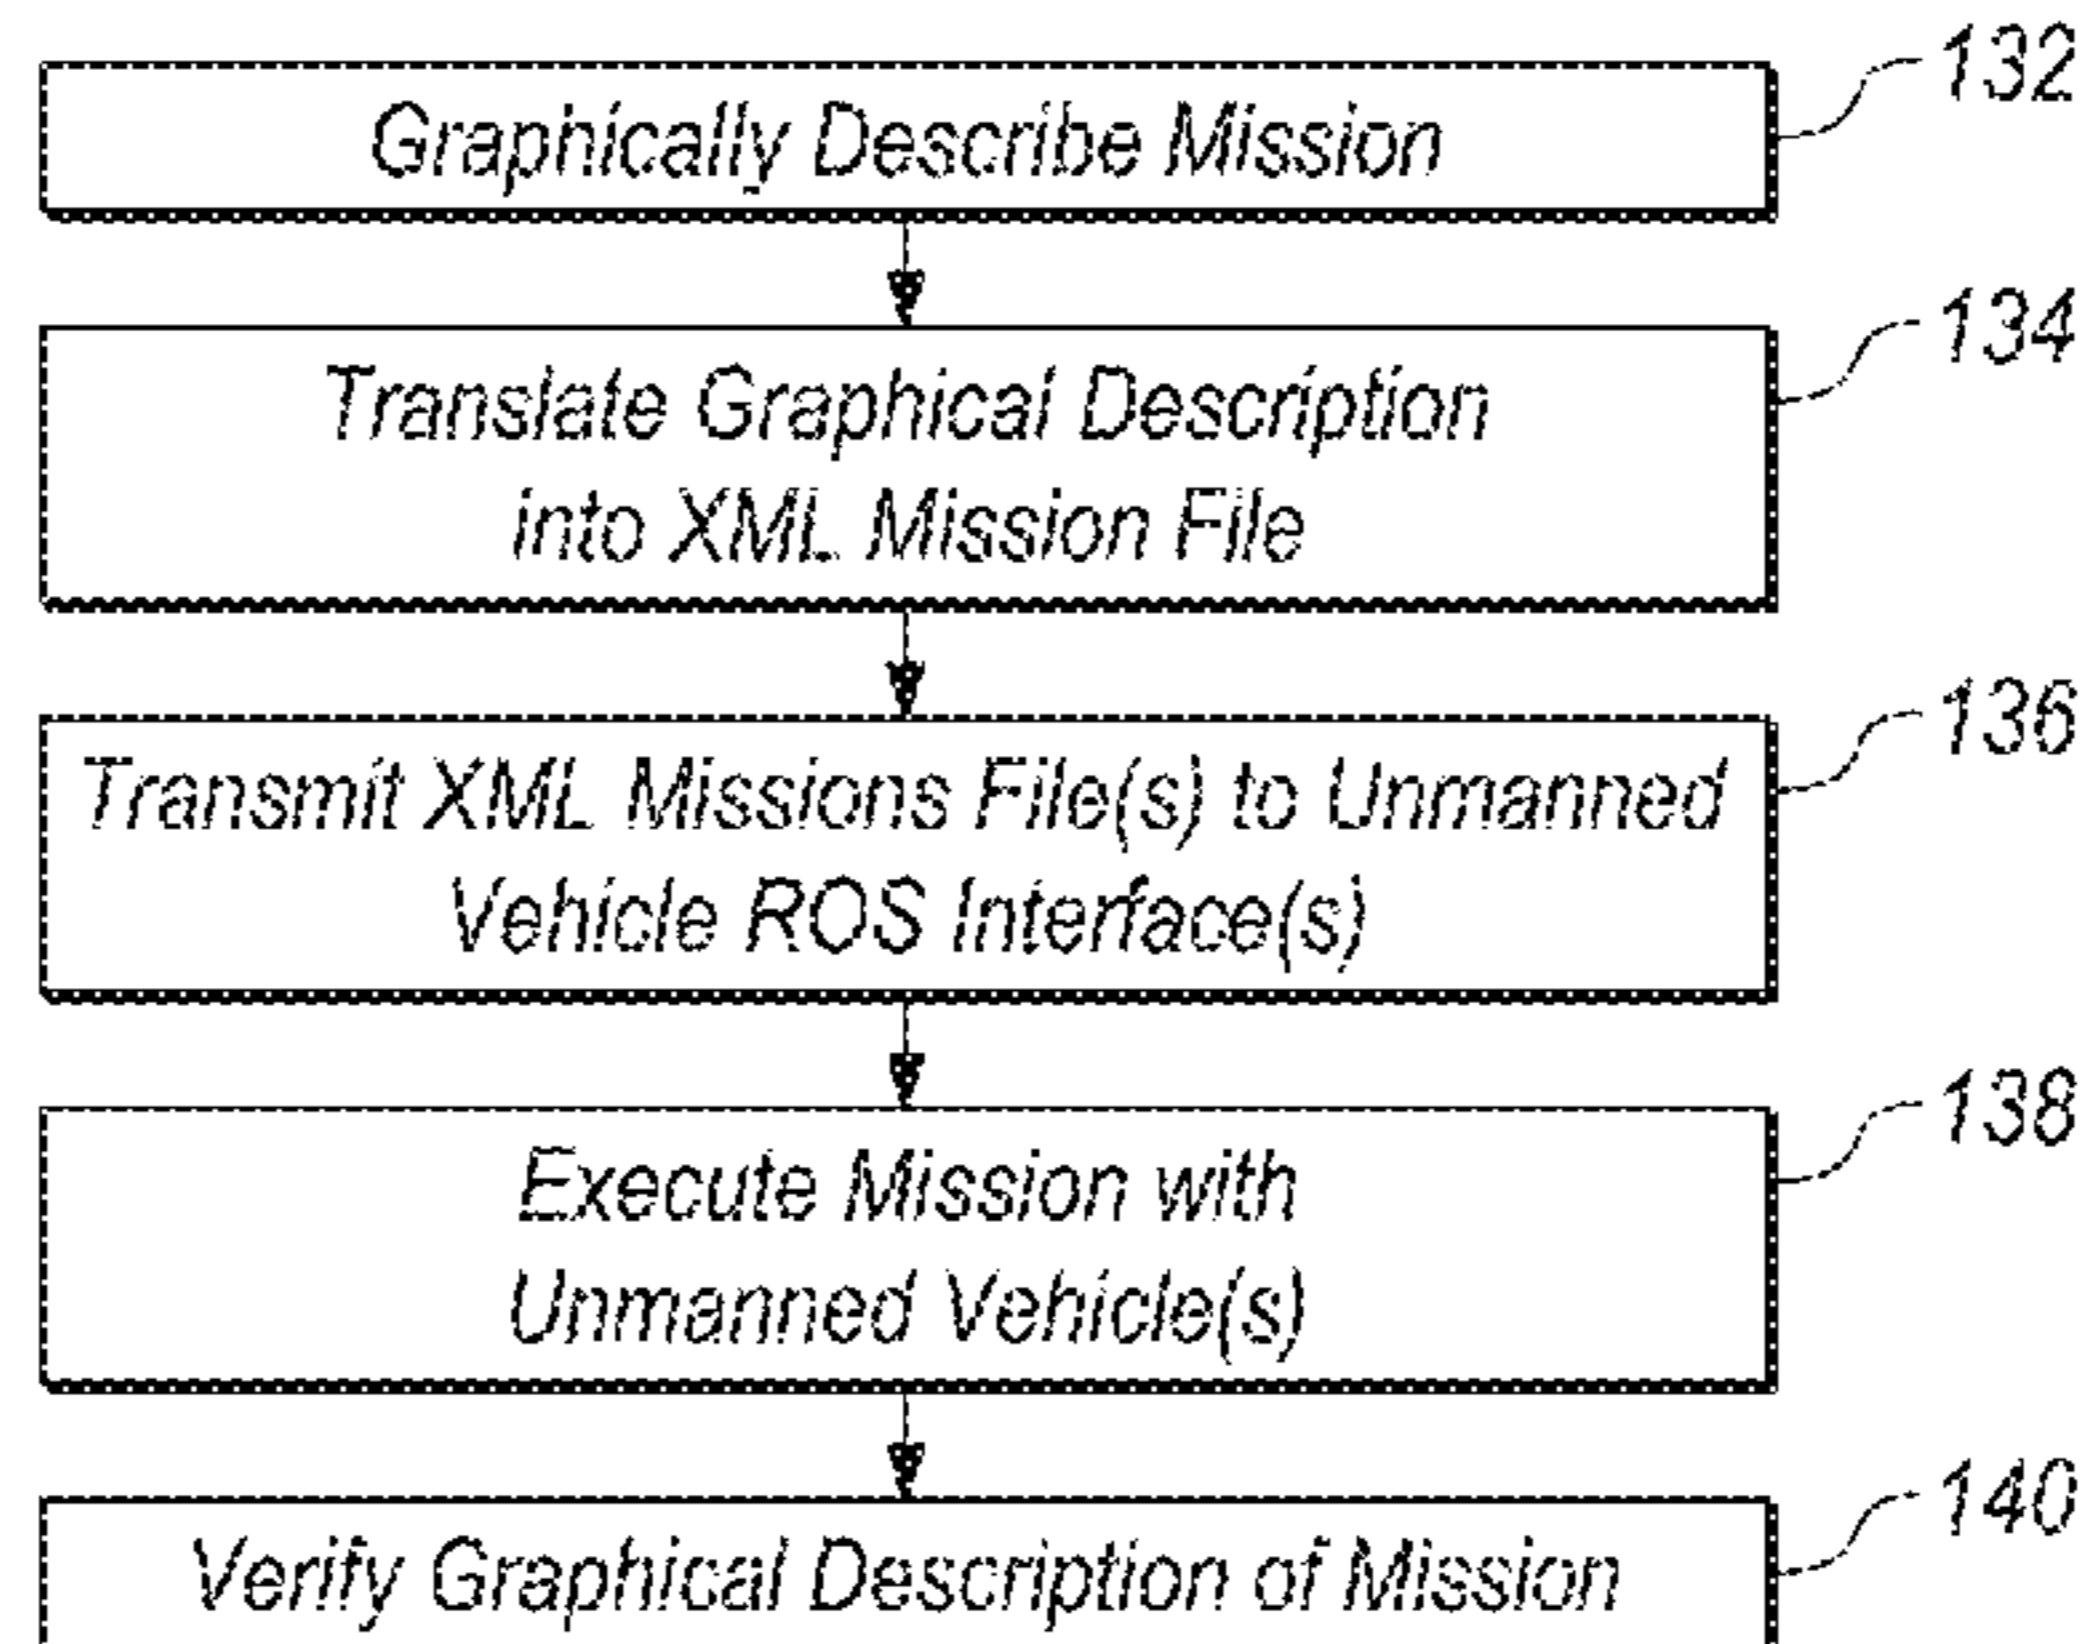 132
Graphically Describe Mission
134
Translate Graphical Description
into XML Mission File
136
Transmit XML Missions File(s) to Unmanned
Vehicle ROS Interface(s)
138
Execute Mission with
Unmanned Vehicle(s)
140
Verify Graphical Description of Mission